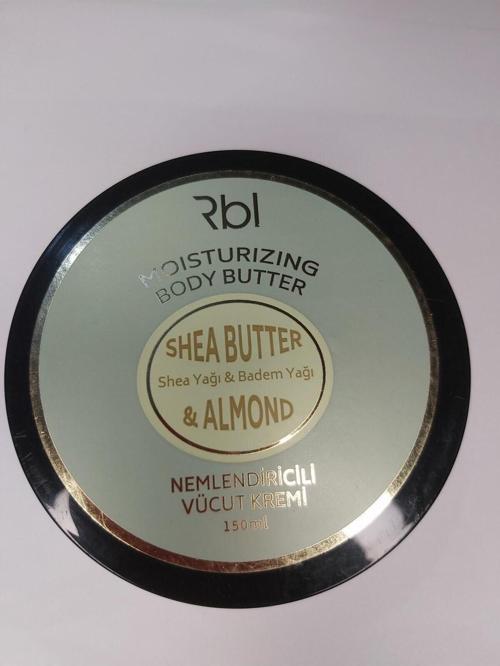 Rbl
MOISTURIZING
BODY BUTTER
SHEA BUTTER
Shea Yağı & Badem Yağı
& ALMOND
NEMLENDİRİCİLİ
VÜCUT KREMİ
150ml